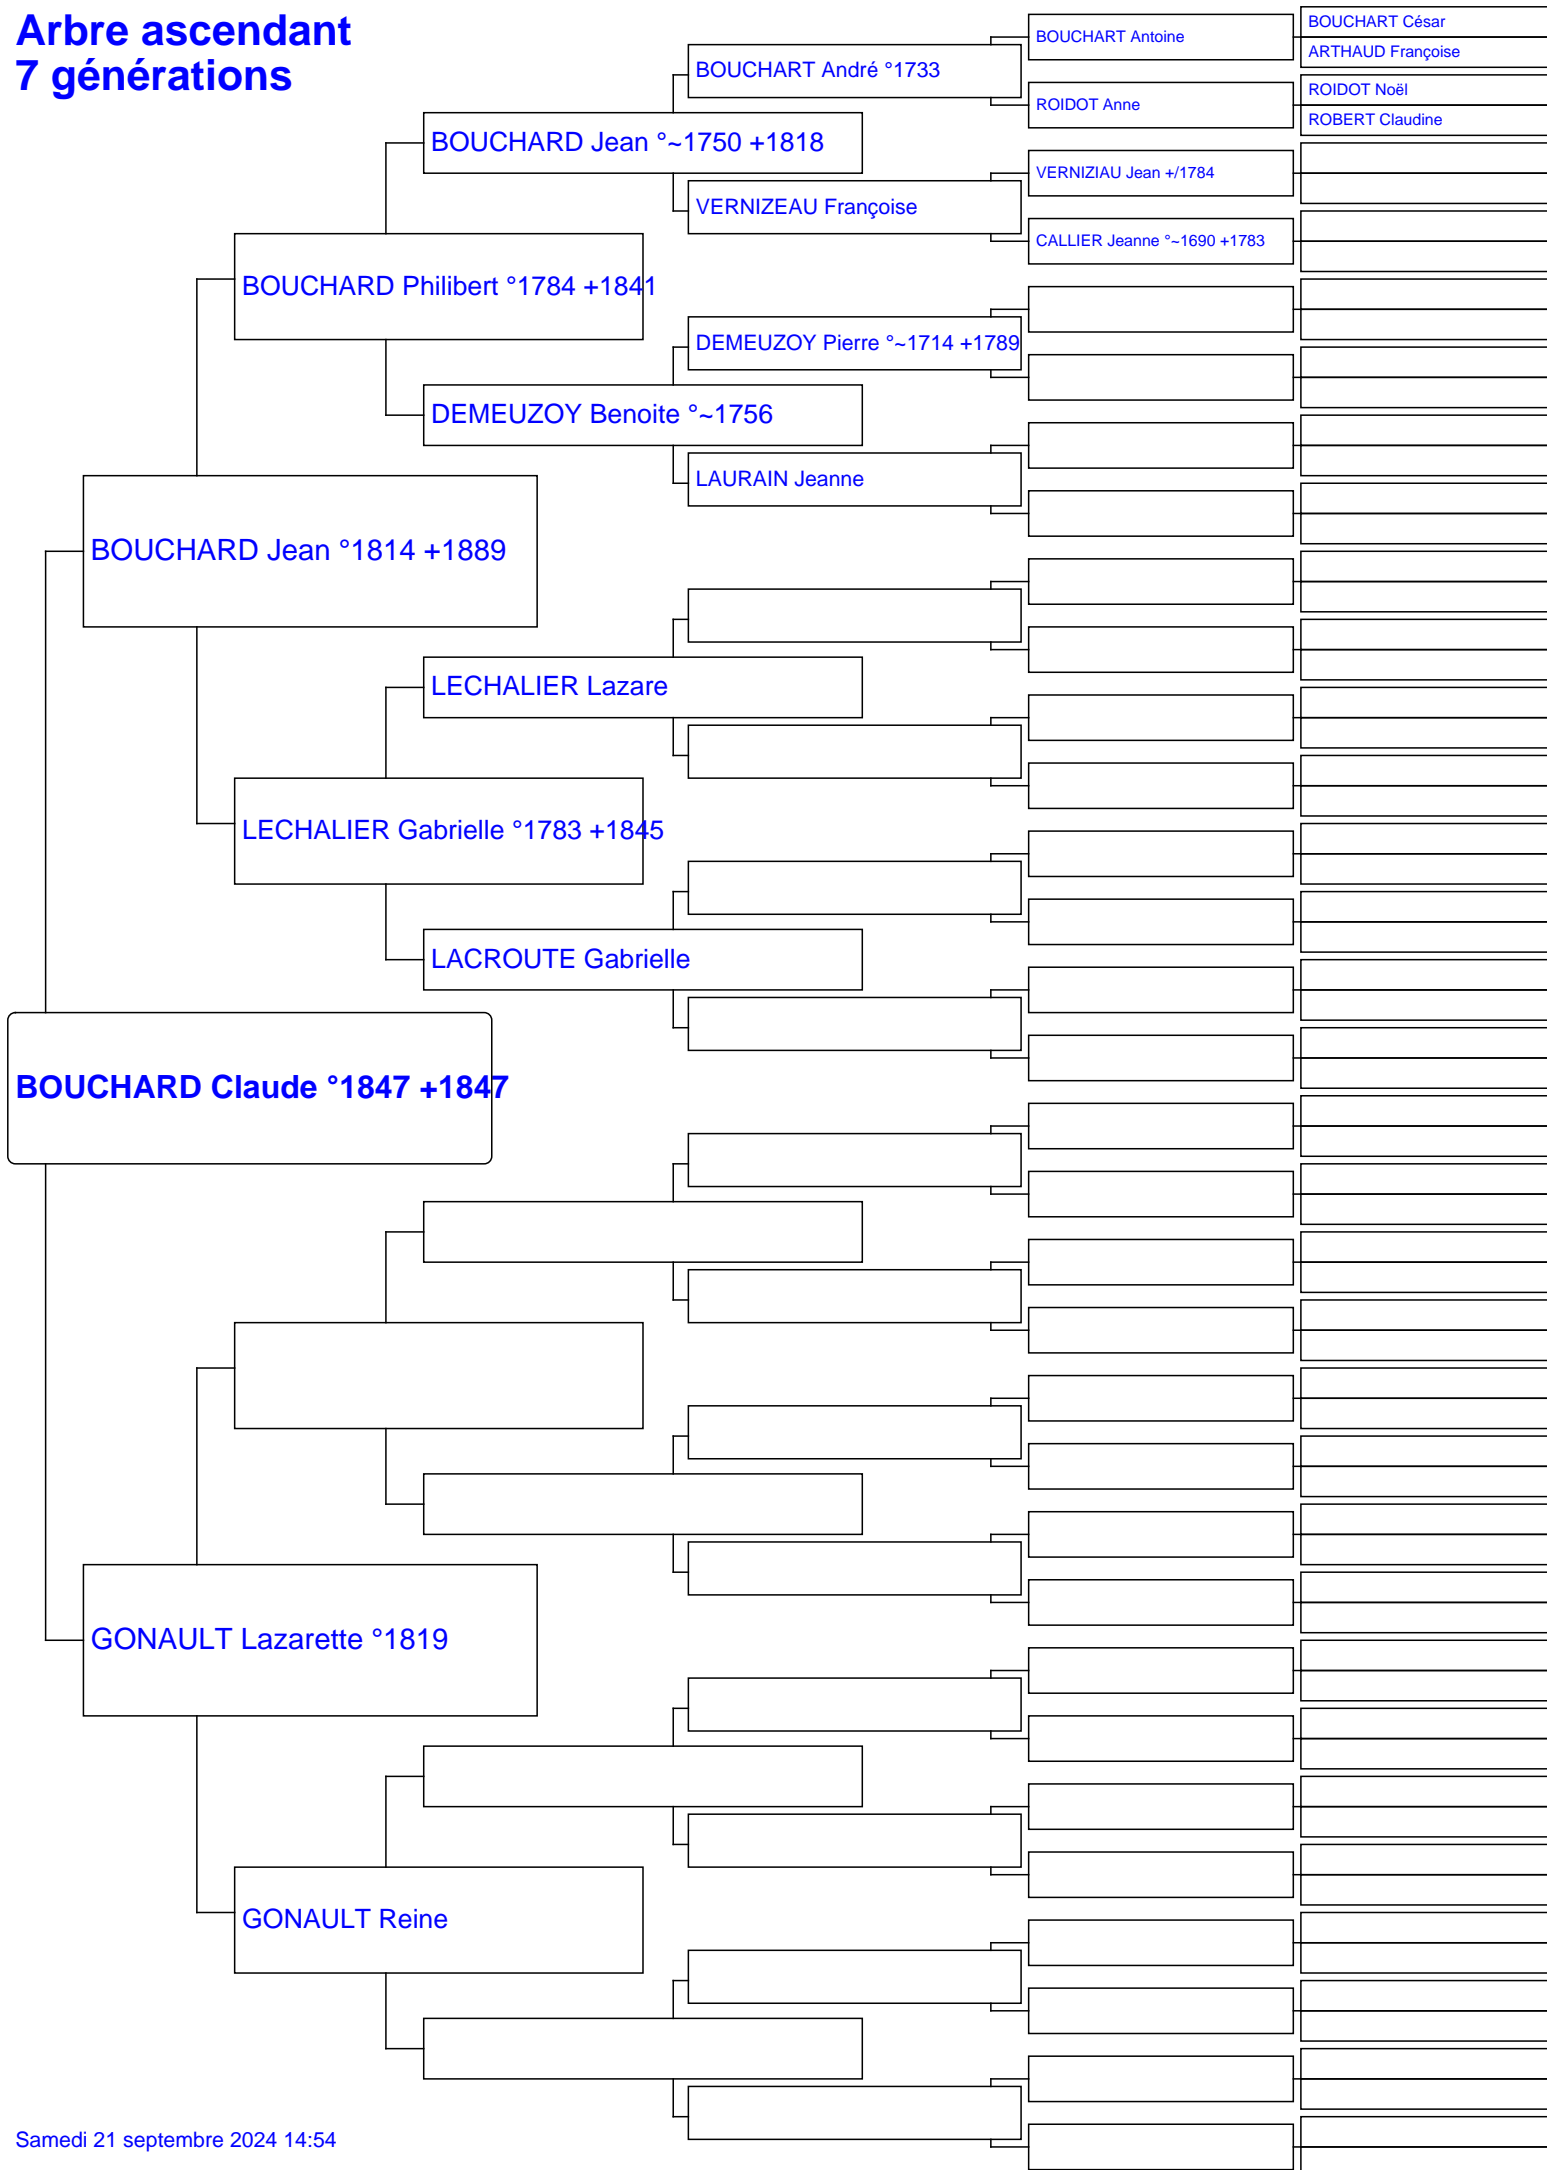 Arbre ascendant
7 générations
BOUCHART César
ARTHAUD Françoise
BOUCHART Antoine
BOUCHART André °1733
ROIDOT Noël
ROBERT Claudine
ROIDOT Anne
BOUCHARD Jean °~1750 +1818
VERNIZIAU Jean +/1784
VERNIZEAU Françoise
CALLIER Jeanne °~1690 +1783
BOUCHARD Philibert °1784 +1841
DEMEUZOY Pierre °~1714 +1789
DEMEUZOY Benoite °~1756
LAURAIN Jeanne
BOUCHARD Jean °1814 +1889
LECHALIER Lazare
LECHALIER Gabrielle °1783 +1845
LACROUTE Gabrielle
BOUCHARD Claude °1847 +1847
GONAULT Lazarette °1819
GONAULT Reine
Samedi 21 septembre 2024 14:54